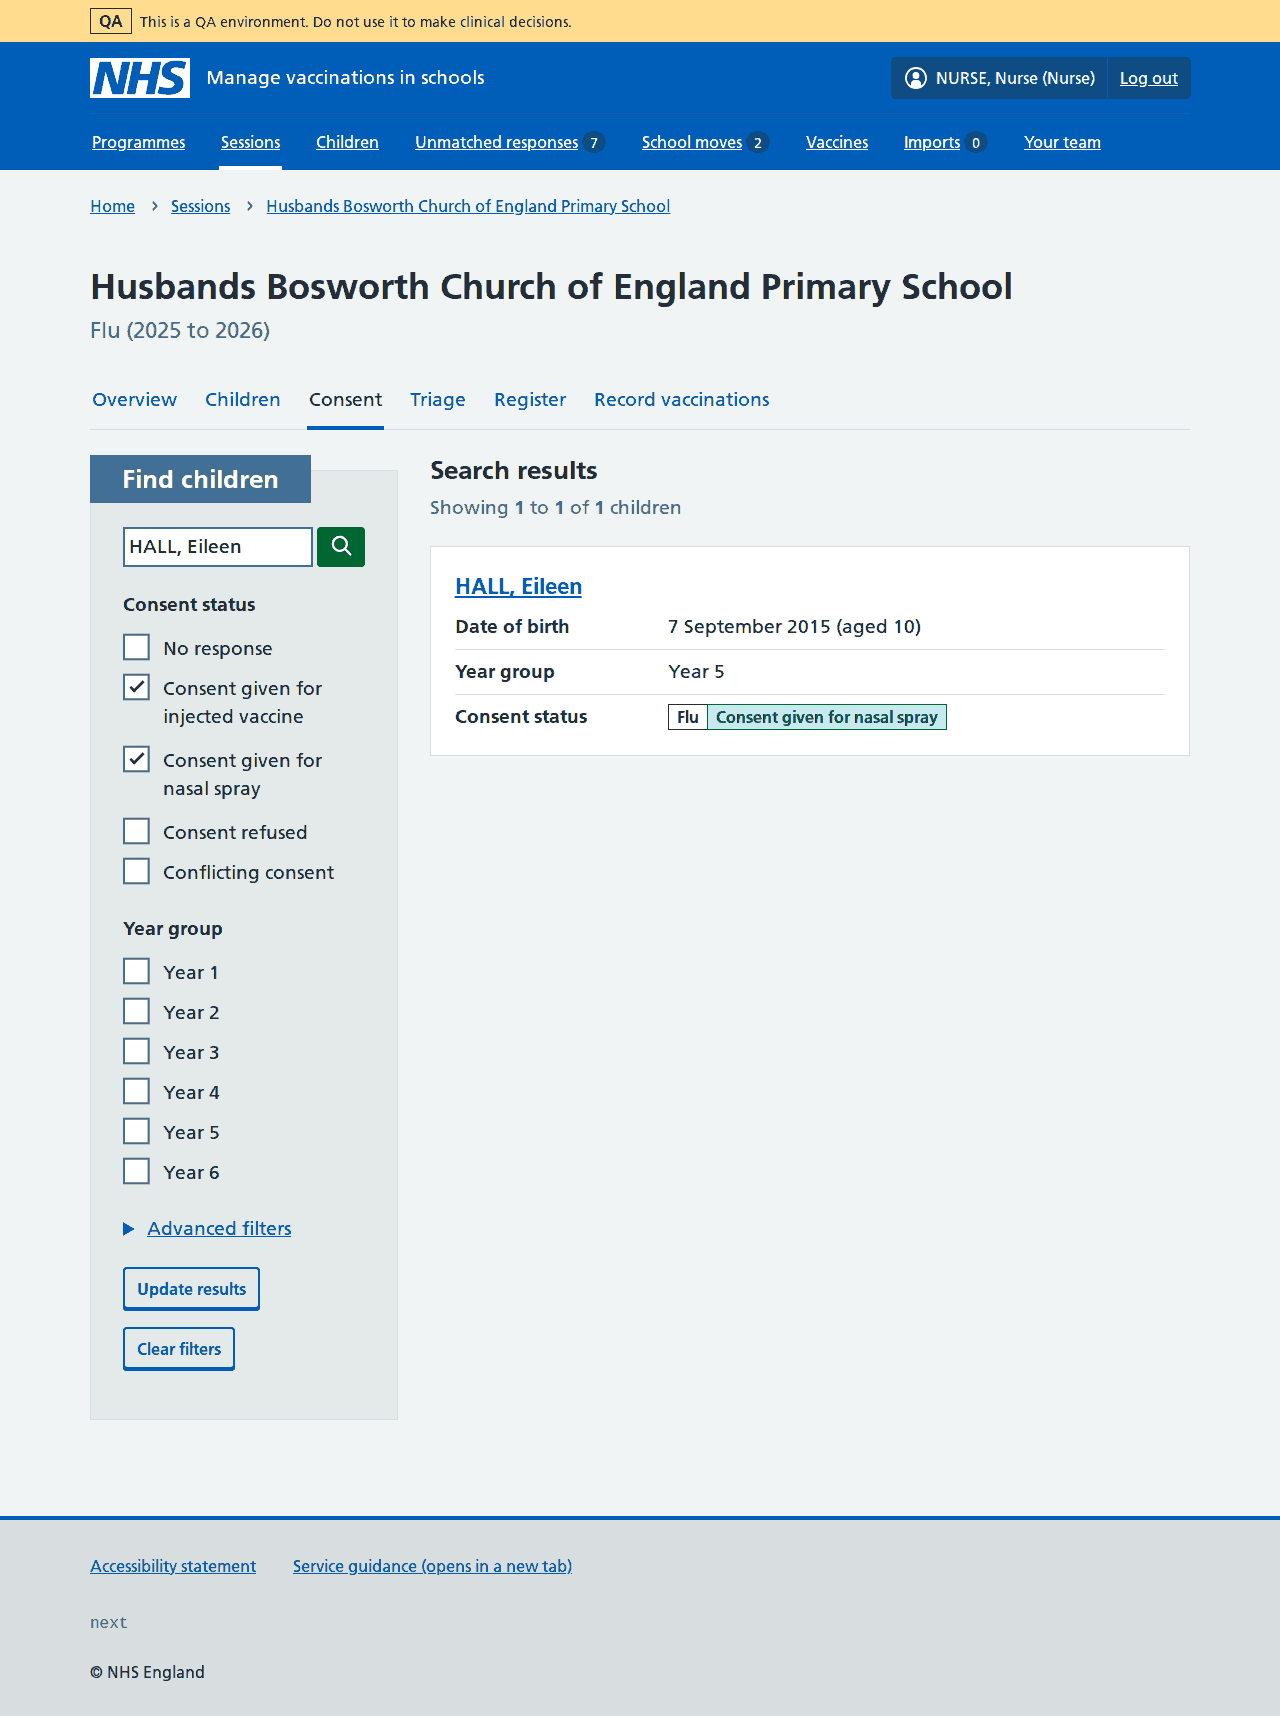 QA This is a QA environment. Do not use it to make clinical decisions.
NHS Manage vaccinations in schools NURSE, Nurse (Nurse) Log out
Programmes Sessions Children Unmatched responses 7 School moves 2 Vaccines Imports 0 Your team
Home Sessions Husbands Bosworth Church of England Primary School
Husbands Bosworth Church of England Primary School
Flu (2025 to 2026)
Overview Children Consent Triage Register Record vaccinations
Find children
HALL, Eileen
Consent status
No response
Consent given for
injected vaccine
Consent given for
nasal spray
Consent refused
Conflicting consent
Year group
Year 1
Year 2
Year 3
Year 4
Year 5
Year 6
Advanced filters
Update results
Clear filters
Search results
Showing 1 to 1 of 1 children
HALL, Eileen
Date of birth 7 September 2015 (aged 10)
Year group Year 5
Consent status Flu Consent given for nasal spray
Accessibility statement Service guidance (opens in a new tab)
next
© NHS England